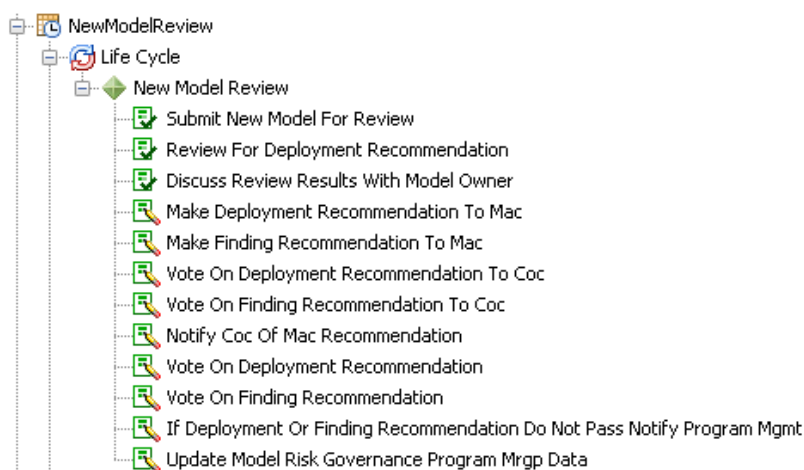 NewModelReview
Life Cycle
New Model Review
Submit New Model For Review
Review For Deployment Recommendation
Discuss Review Results With Model Owner
Make Deployment Recommendation To Mac
Make Finding Recommendation To Mac
Vote On Deployment Recommendation To Coc
Vote On Finding Recommendation To Coc
Notify Coc Of Mac Recommendation
Vote On Deployment Recommendation
Vote On Finding Recommendation
If Deployment Or Finding Recommendation Do Not Pass Notify Program Mgmt
Update Model Risk Governance Program Mrgp Data